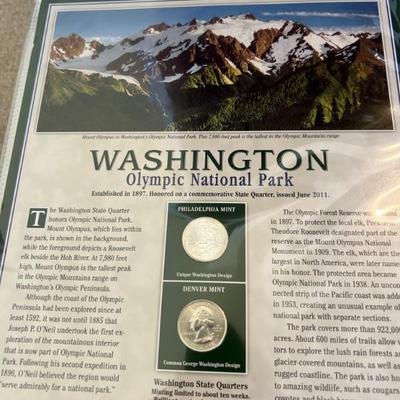 Mount Olympus in Washington's Olympic National Park. This 7,980-foot peak is the tallest in the Olympic Mountains range
WASHINGTON
Olympic National Park
Established in 1897. Honored on a commemorative State Quarter, issued June 2011.
The Washington State Quarter
honors Olympic National Park.
Mount Olympus, which lies within
the park, is shown in the background,
while the foreground depicts a Roosevelt
elk beside the Hoh River. At 7,980 feet
high, Mount Olympus is the tallest peak
in the Olympic Mountains range on
Washington's Olympic Peninsula.
Although the coast of the Olympic
Peninsula had been explored since at
least 1592, it was not until 1885 that
Joseph P. O'Neil undertook the first ex-
ploration of the mountainous interior
that is now part of Olympic National
Park. Following his second expedition in
1890, O'Neil believed the region would
"serve admirably for a national park."
PHILADELPHIA MINT
Unique Washington Design
DENVER MINT
Common George Washington Design
Washington State Quarters
Minting limited to about ten weeks.
The Olympic Forest Reserve was
in 1897. To protect the local elk, President
Theodore Roosevelt designated part of the
reserve as the Mount Olympus National
Monument in 1909. The elk, which are the
largest in North America, were later named
in his honor. The protected area became
Olympic National Park in 1938. An uncon-
nected strip of the Pacific coast was added
in 1953, creating an unusual example of
national park with separate sections.
The park covers more than 922,000
acres. About 600 miles of trails allow
tors to explore the lush rain forests an
glacier-covered mountains, as well as
rugged coastline. The park is also ho
to amazing wildlife, such as cougars
coyotes and black